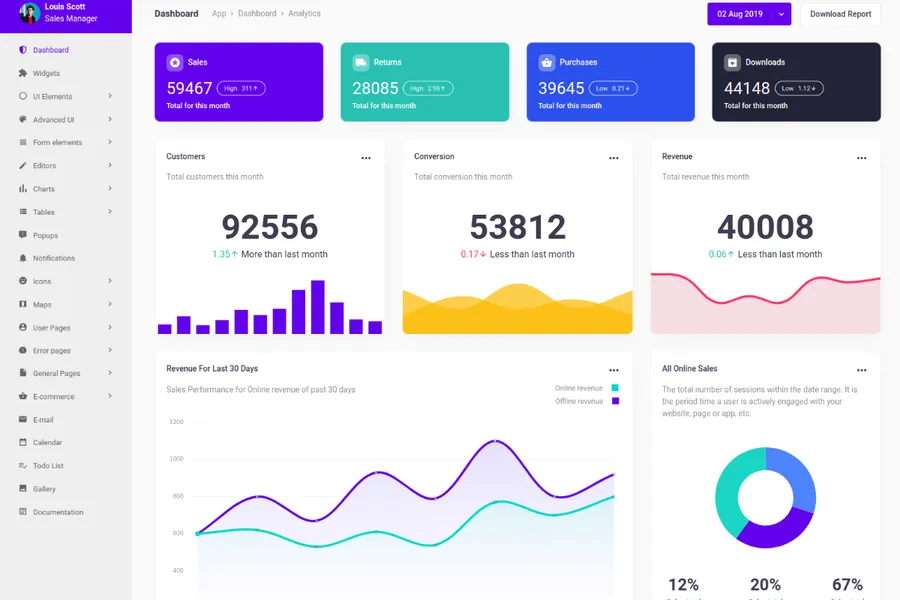 Louis Scott
Sales Manager
Dashboard
Widgets
UI Elements
Advanced UI
Form elements
Editors
Charts
Tables
Popups
Notifications
Icons
Maps
User Pages
Error pages
General Pages
E-commerce
E-mail
Calendar
Todo List
Gallery
Documentation
Dashboard App › Dashboard › Analytics
02 Aug 2019
Download Report
Sales
59467 High 311↑
Total for this month
Returns
28085 High 2.98↑
Total for this month
Purchases
39645 Low 0.21↓
Total for this month
Downloads
44148 Low 1.12↓
Total for this month
Customers
Total customers this month
92556
1.35↑ More than last month
Conversion
Total conversion this month
53812
0.17↓ Less than last month
Revenue
Total revenue this month
40008
0.06↑ Less than last month
Revenue For Last 30 Days
Sales Performance for Online revenue of past 30 days
Online revenue
Offline revenue
1200
1000
800
600
400
All Online Sales
The total number of sessions within the date range. It is
the period time a user is actively engaged with your
website, page or app, etc.
12% 20% 67%